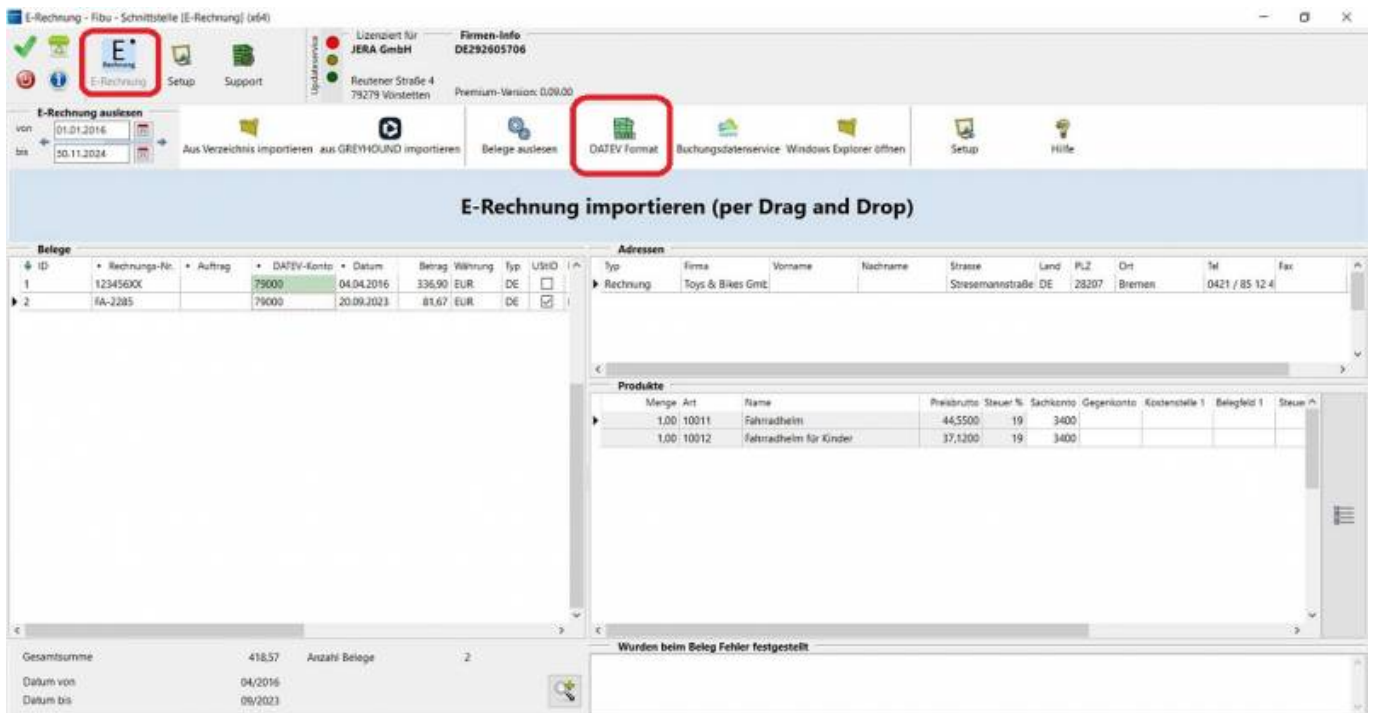 E-Rechnung - Fibu - Schnittstelle [E-Rechnung] (x64)
E
Rechnung
E-Rechnung
Setup
Support
Updateservice
Lizenziert für
JERA GmbH
Reutener Straße 4
79279 Vörstetten
Firmen-Info
DE292605706
Premium-Version: 0.09.00
E-Rechnung auslesen
von 01.01.2016
bis 30.11.2024
Aus Verzeichnis importieren
aus GREYHOUND importieren
Belege auslesen
DATEV Format
Buchungsdatenservice
Windows Explorer öffnen
Setup
Hilfe
E-Rechnung importieren (per Drag and Drop)
Belege
ID Rechnungs-Nr. Auftrag DATEV-Konto Datum Betrag Währung Typ UStID
1 123456XX 79000 04.04.2016 336,90 EUR DE
2 FA-2285 79000 20.09.2023 81,67 EUR DE
Adressen
Typ Firma Vorname Nachname Strasse Land PLZ Ort Tel Fax
Rechnung Toys & Bikes Gmb Stresemannstraße DE 28207 Bremen 0421 / 85 12 4
Produkte
Menge Art Name Preisbrutto Steuer % Sachkonto Gegenkonto Kostenstelle 1 Belegfeld 1 Steue
1,00 10011 Fahrradhelm 44,5500 19 3400
1,00 10012 Fahrradhelm für Kinder 37,1200 19 3400
Gesamtsumme 418,57 Anzahl Belege 2
Datum von 04/2016
Datum bis 09/2023
Wurden beim Beleg Fehler festgestellt